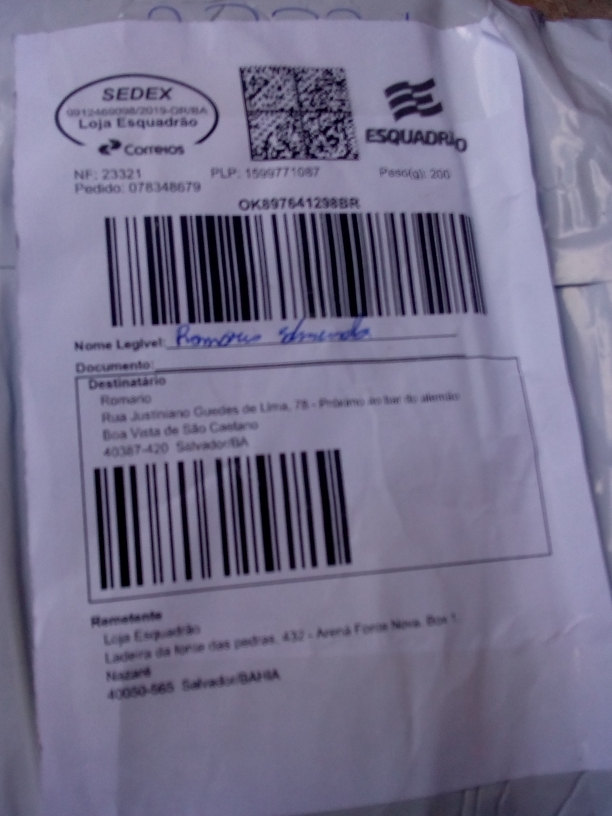 SEDEX
0912469098/2019-DR/BA
Loja Esquadrão
Correios
ESQUADRÃO
NF: 23321 PLP: 1599771087 Peso(g): 200
Pedido: 078348679
OK897641298BR
Nome Legível: Romario
Documento:
Destinatário
Romario
Rua Justiniano Guedes de Lima, 78 - Próximo ao bar do alemão
Boa Vista de São Caetano
40387-420 Salvador/BA
Remetente
Loja Esquadrão
Ladeira da fonte das pedras, 432 - Arena Fonte Nova, Box 1
Nazaré
40050-565 Salvador/BAHIA